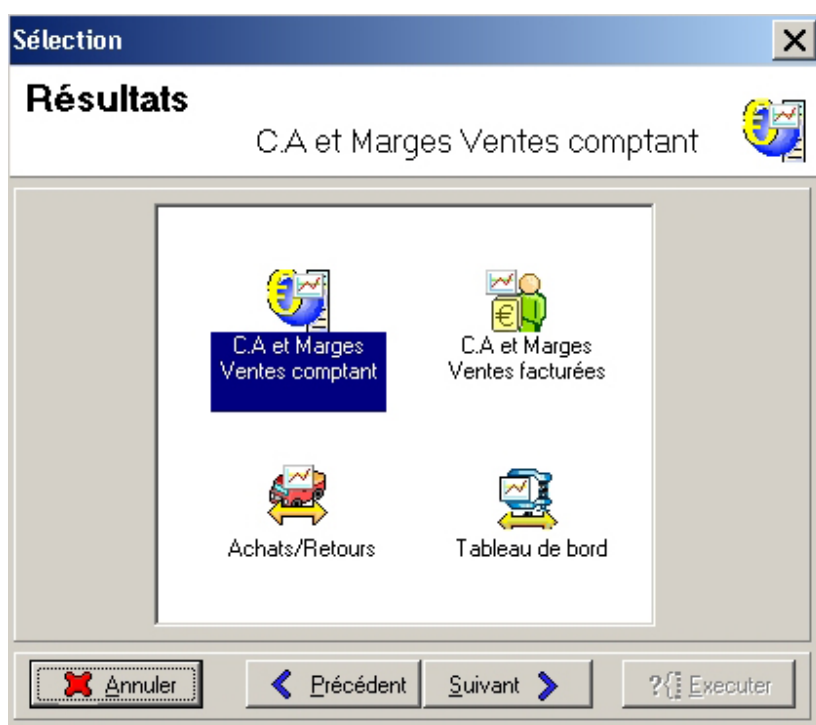 Sélection
Résultats
C.A et Marges Ventes comptant
C.A et Marges
Ventes comptant
C.A et Marges
Ventes facturées
Achats/Retours
Tableau de bord
Annuler
Précédent
Suivant
?{ Executer